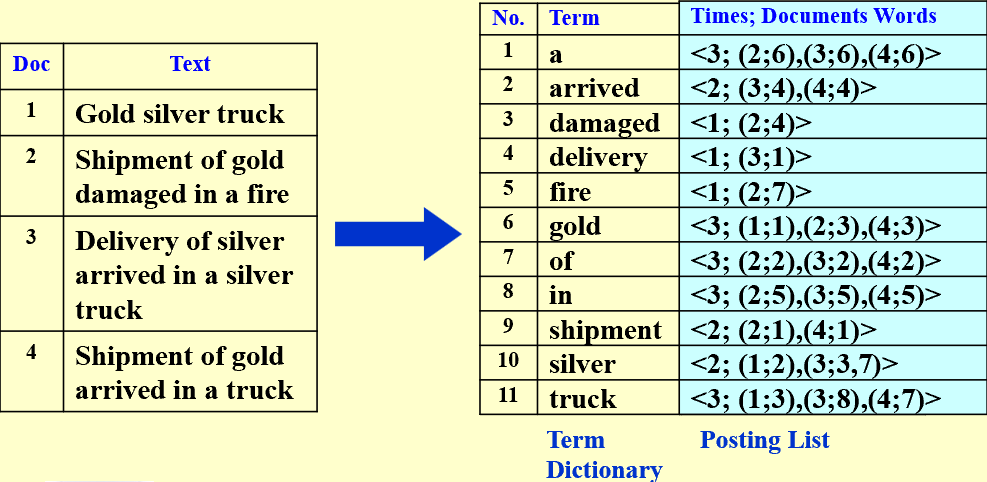 Doc Text
1 Gold silver truck
2 Shipment of gold
damaged in a fire
3 Delivery of silver
arrived in a silver
truck
4 Shipment of gold
arrived in a truck
No. Term Times; Documents Words
1 a <3; (2;6),(3;6),(4;6)>
2 arrived <2; (3;4),(4;4)>
3 damaged <1; (2;4)>
4 delivery <1; (3;1)>
5 fire <1; (2;7)>
6 gold <3; (1;1),(2;3),(4;3)>
7 of <3; (2;2),(3;2),(4;2)>
8 in <3; (2;5),(3;5),(4;5)>
9 shipment <2; (2;1),(4;1)>
10 silver <2; (1;2),(3;3,7)>
11 truck <3; (1;3),(3;8),(4;7)>
Term
Dictionary
Posting List